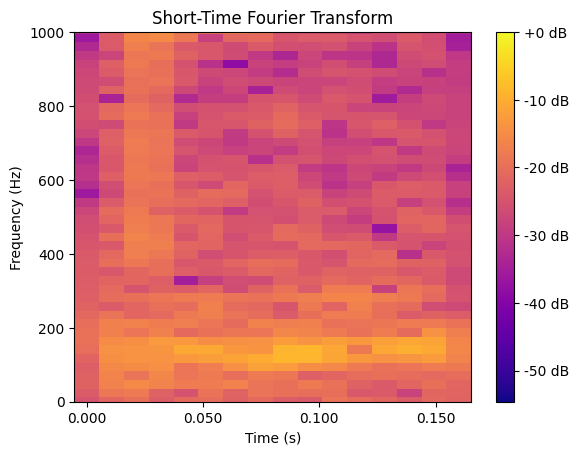 Short-Time Fourier Transform
Frequency (Hz)
1000
800
600
400
200
0
0.000
0.050
0.100
0.150
Time (s)
+0 dB
-10 dB
-20 dB
-30 dB
-40 dB
-50 dB